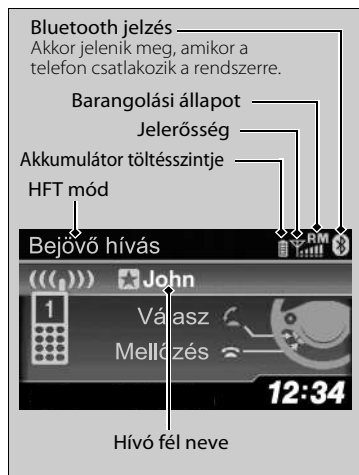 Bluetooth jelzés
Akkor jelenik meg, amikor a
telefon csatlakozik a rendszerre.
Barangolási állapot
Jelerősség
Akkumulátor töltésszintje
HFT mód
Bejövő hívás
RM
John
1
Válasz
Mellőzés
12:34
Hívó fél neve